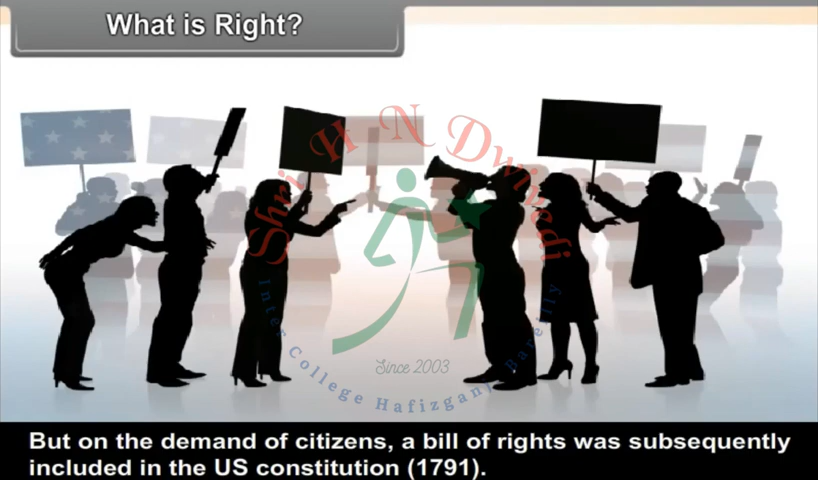 What is Right?
Shri H N Dwivedi
Inter College Hafizganj Bareilly
Since 2003
But on the demand of citizens, a bill of rights was subsequently
included in the US constitution (1791).